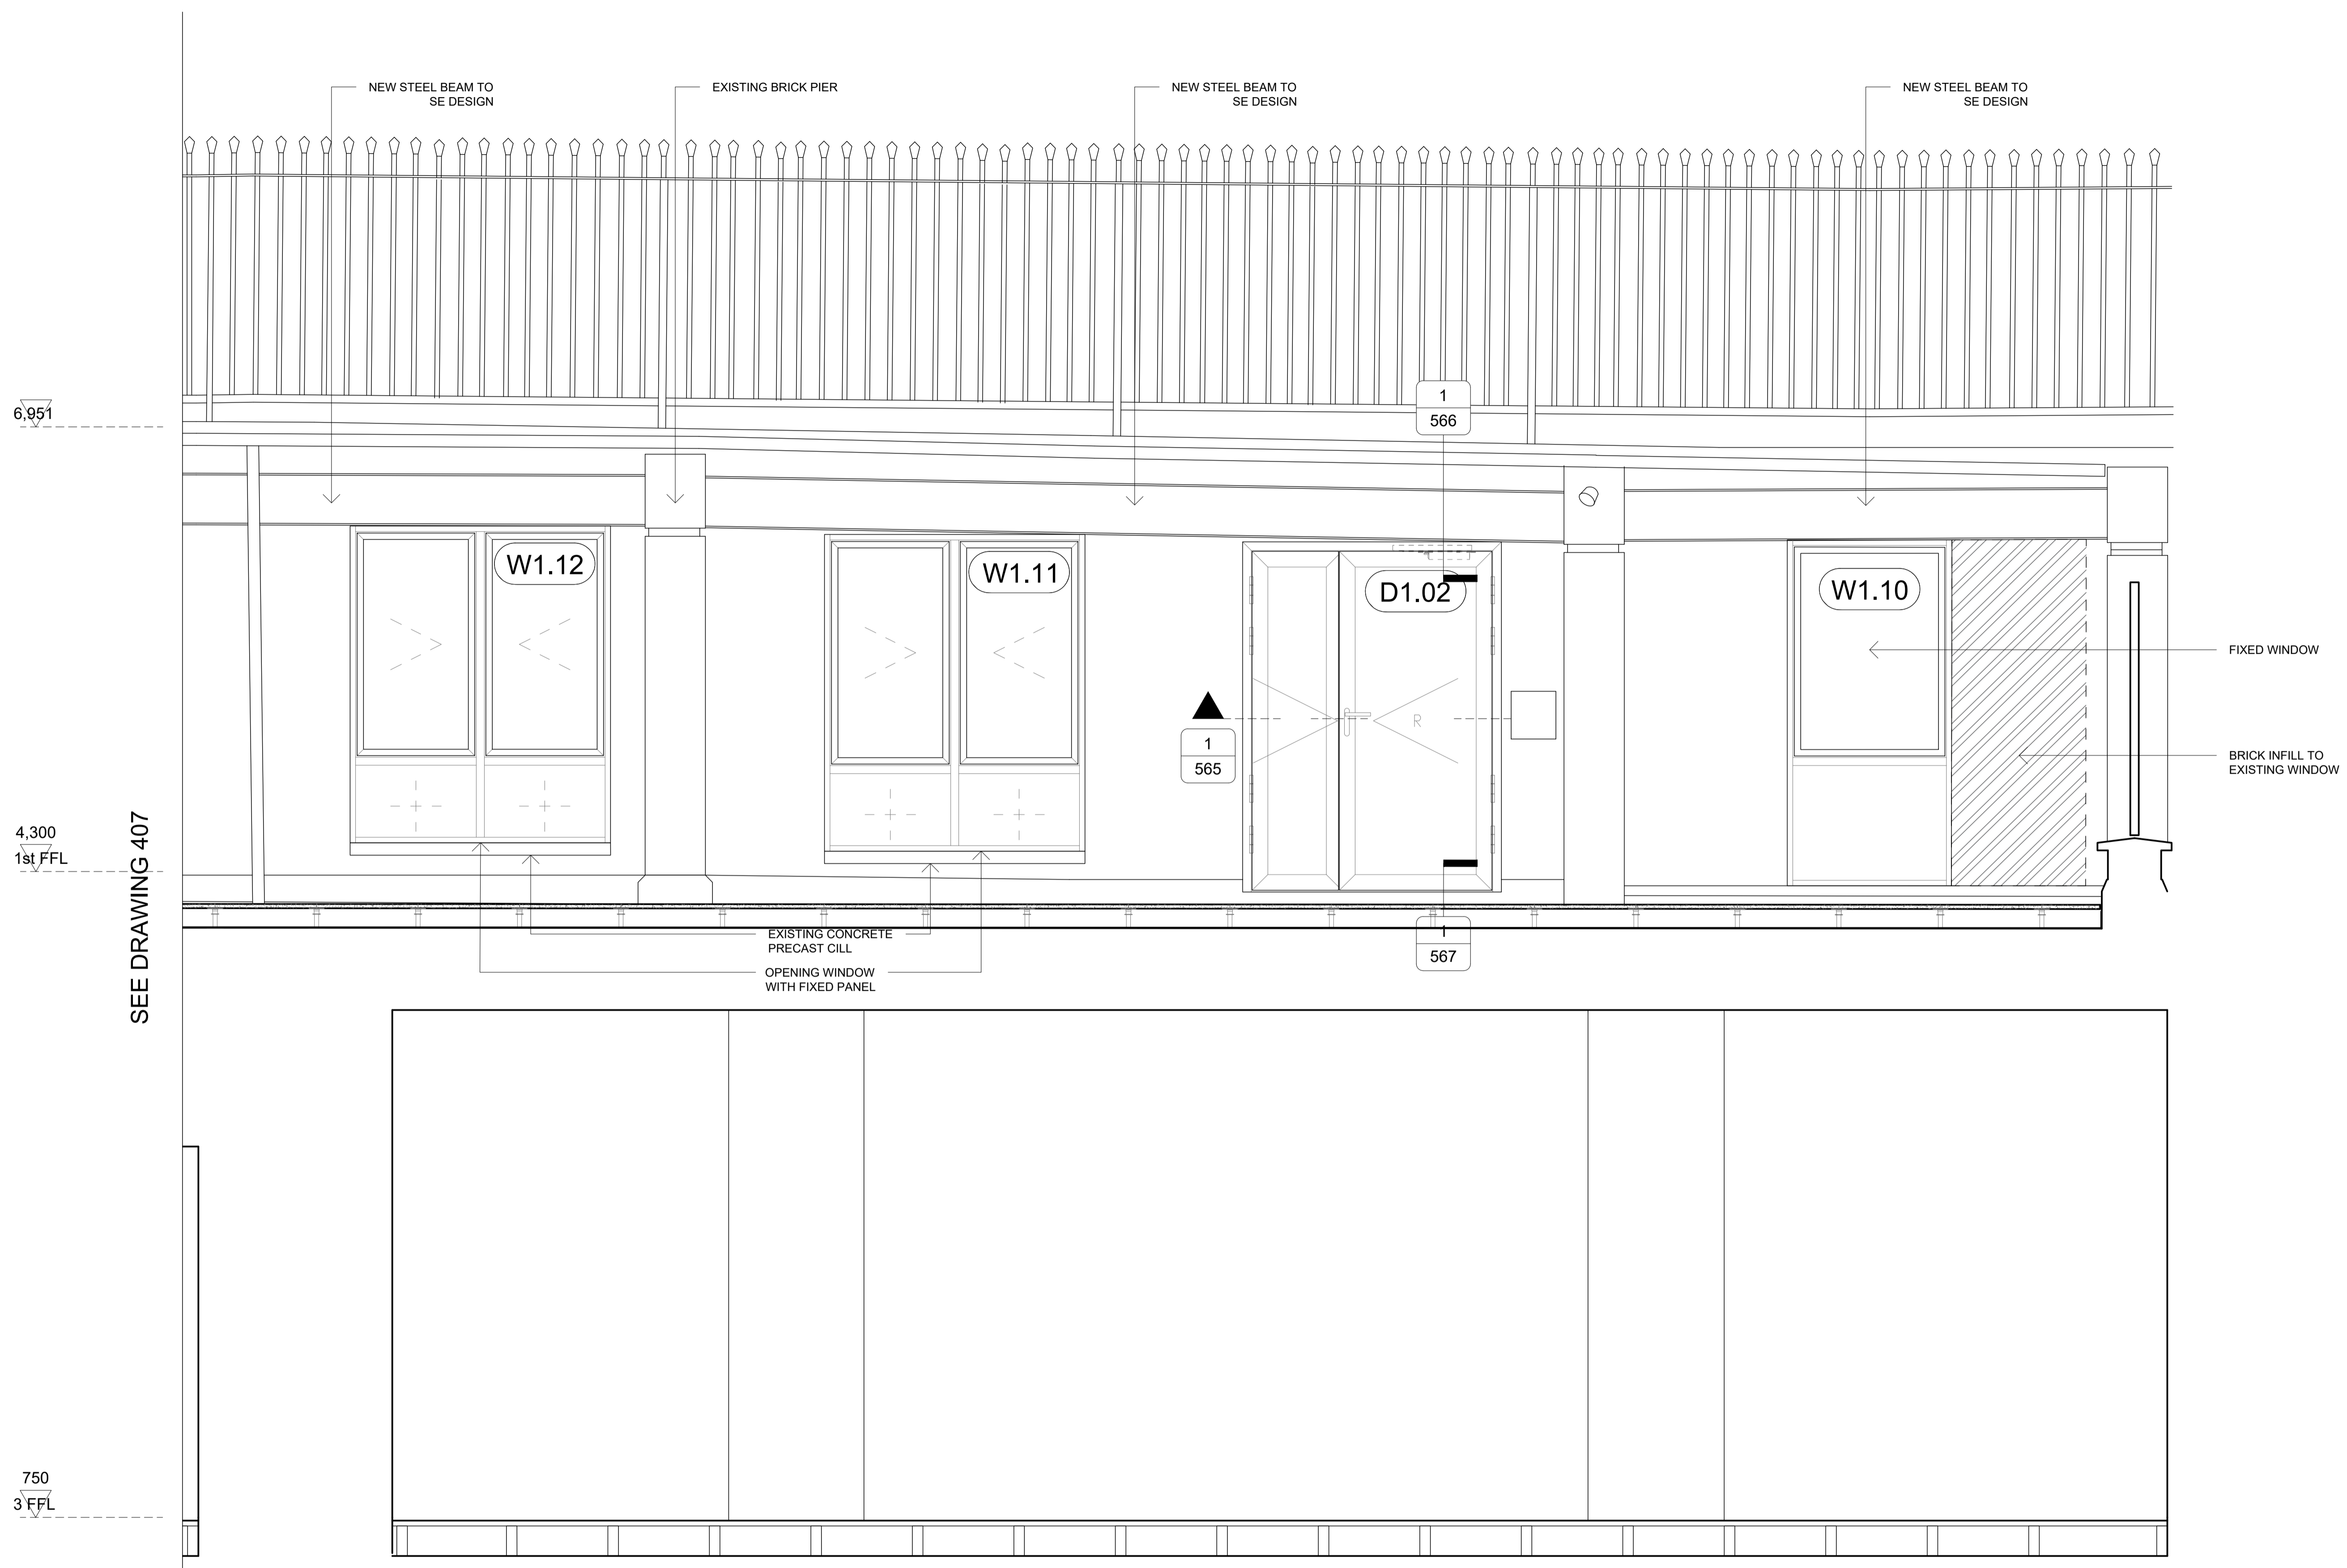 NEW STEEL BEAM TO
SE DESIGN
EXISTING BRICK PIER
NEW STEEL BEAM TO
SE DESIGN
NEW STEEL BEAM TO
SE DESIGN
1
566
6,951
W1.12
W1.11
D1.02
W1.10
FIXED WINDOW
R
1
565
BRICK INFILL TO
EXISTING WINDOW
4,300
1st FFL
SEE DRAWING 407
EXISTING CONCRETE
PRECAST CILL
1
567
OPENING WINDOW
WITH FIXED PANEL
750
3 FFL